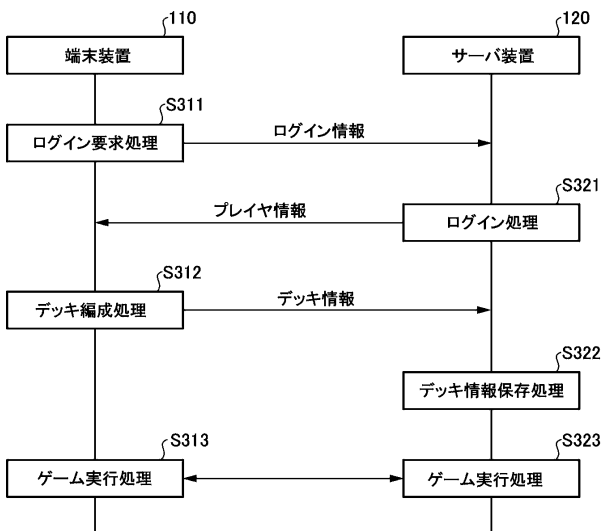 110
120
端末装置
サーバ装置
S311
ログイン要求処理
ログイン情報
S321
プレイヤ情報
ログイン処理
S312
デッキ編成処理
デッキ情報
S322
デッキ情報保存処理
S313
S323
ゲーム実行処理
ゲーム実行処理